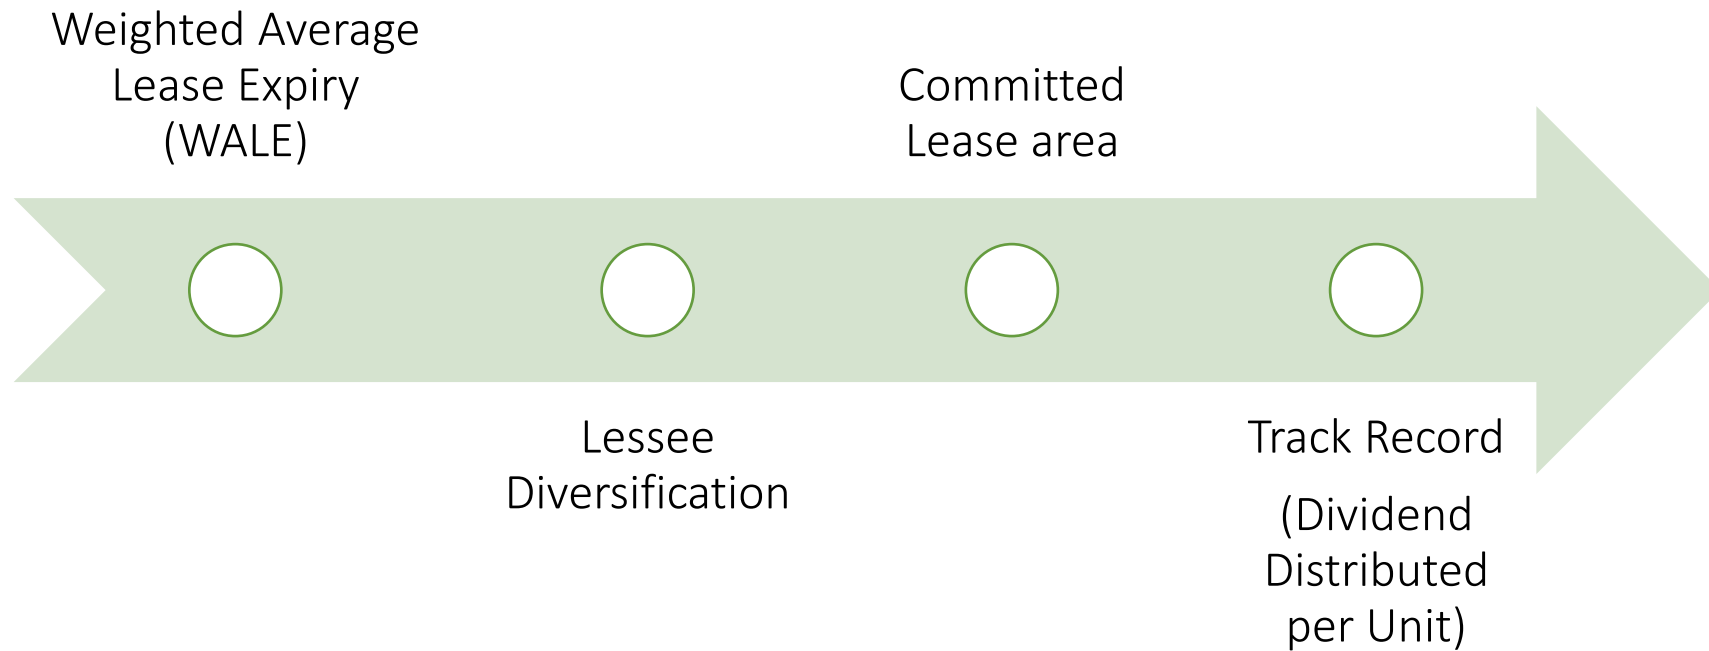 Weighted Average
Lease Expiry
(WALE)
Lessee
Diversification
Committed
Lease area
Track Record
(Dividend
Distributed
per Unit)